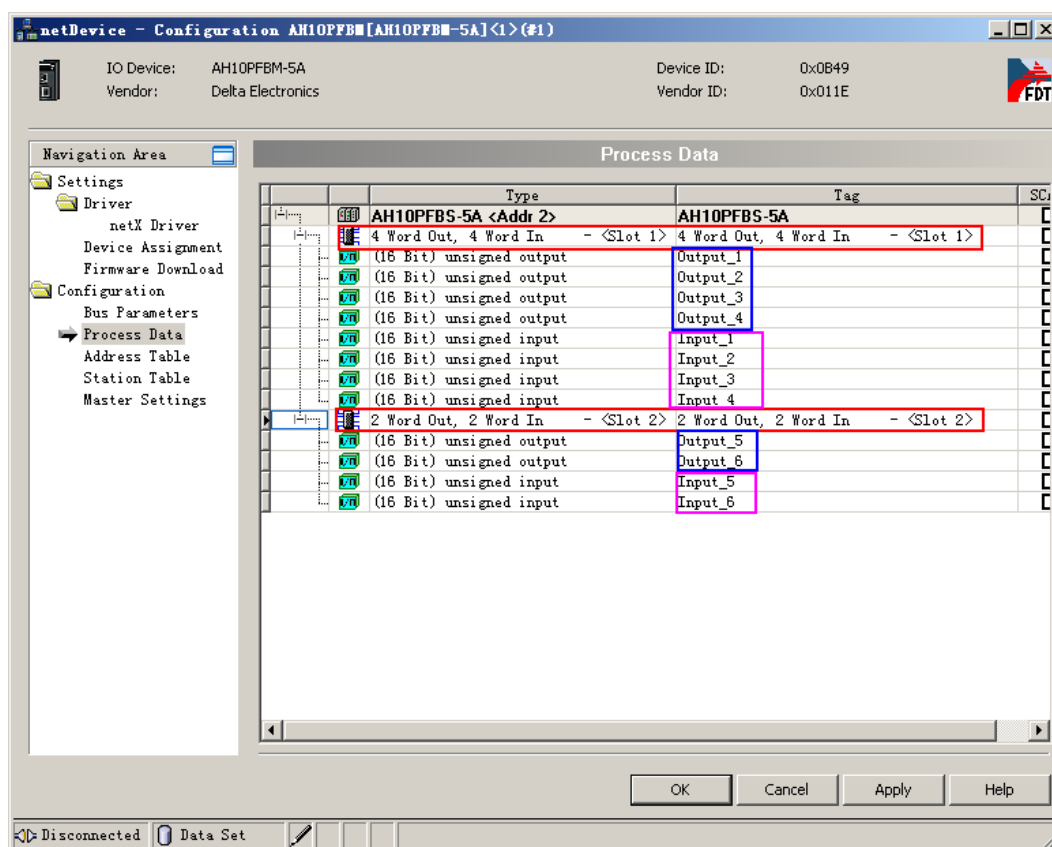 netDevice - Configuration AH10PFBM[AH10PFBM-5A]<1>(#1)
IO Device: AH10PFBM-5A Device ID: 0x0B49
Vendor: Delta Electronics Vendor ID: 0x011E
FDT
Navigation Area
Settings
Driver
netX Driver
Device Assignment
Firmware Download
Configuration
Bus Parameters
Process Data
Address Table
Station Table
Master Settings
Process Data
Type Tag
AH10PFBS-5A <Addr 2> AH10PFBS-5A
4 Word Out, 4 Word In - <Slot 1> 4 Word Out, 4 Word In - <Slot 1>
(16 Bit) unsigned output Output_1
(16 Bit) unsigned output Output_2
(16 Bit) unsigned output Output_3
(16 Bit) unsigned output Output_4
(16 Bit) unsigned input Input_1
(16 Bit) unsigned input Input_2
(16 Bit) unsigned input Input_3
(16 Bit) unsigned input Input_4
2 Word Out, 2 Word In - <Slot 2> 2 Word Out, 2 Word In - <Slot 2>
(16 Bit) unsigned output Output_5
(16 Bit) unsigned output Output_6
(16 Bit) unsigned input Input_5
(16 Bit) unsigned input Input_6
OK Cancel Apply Help
Disconnected Data Set